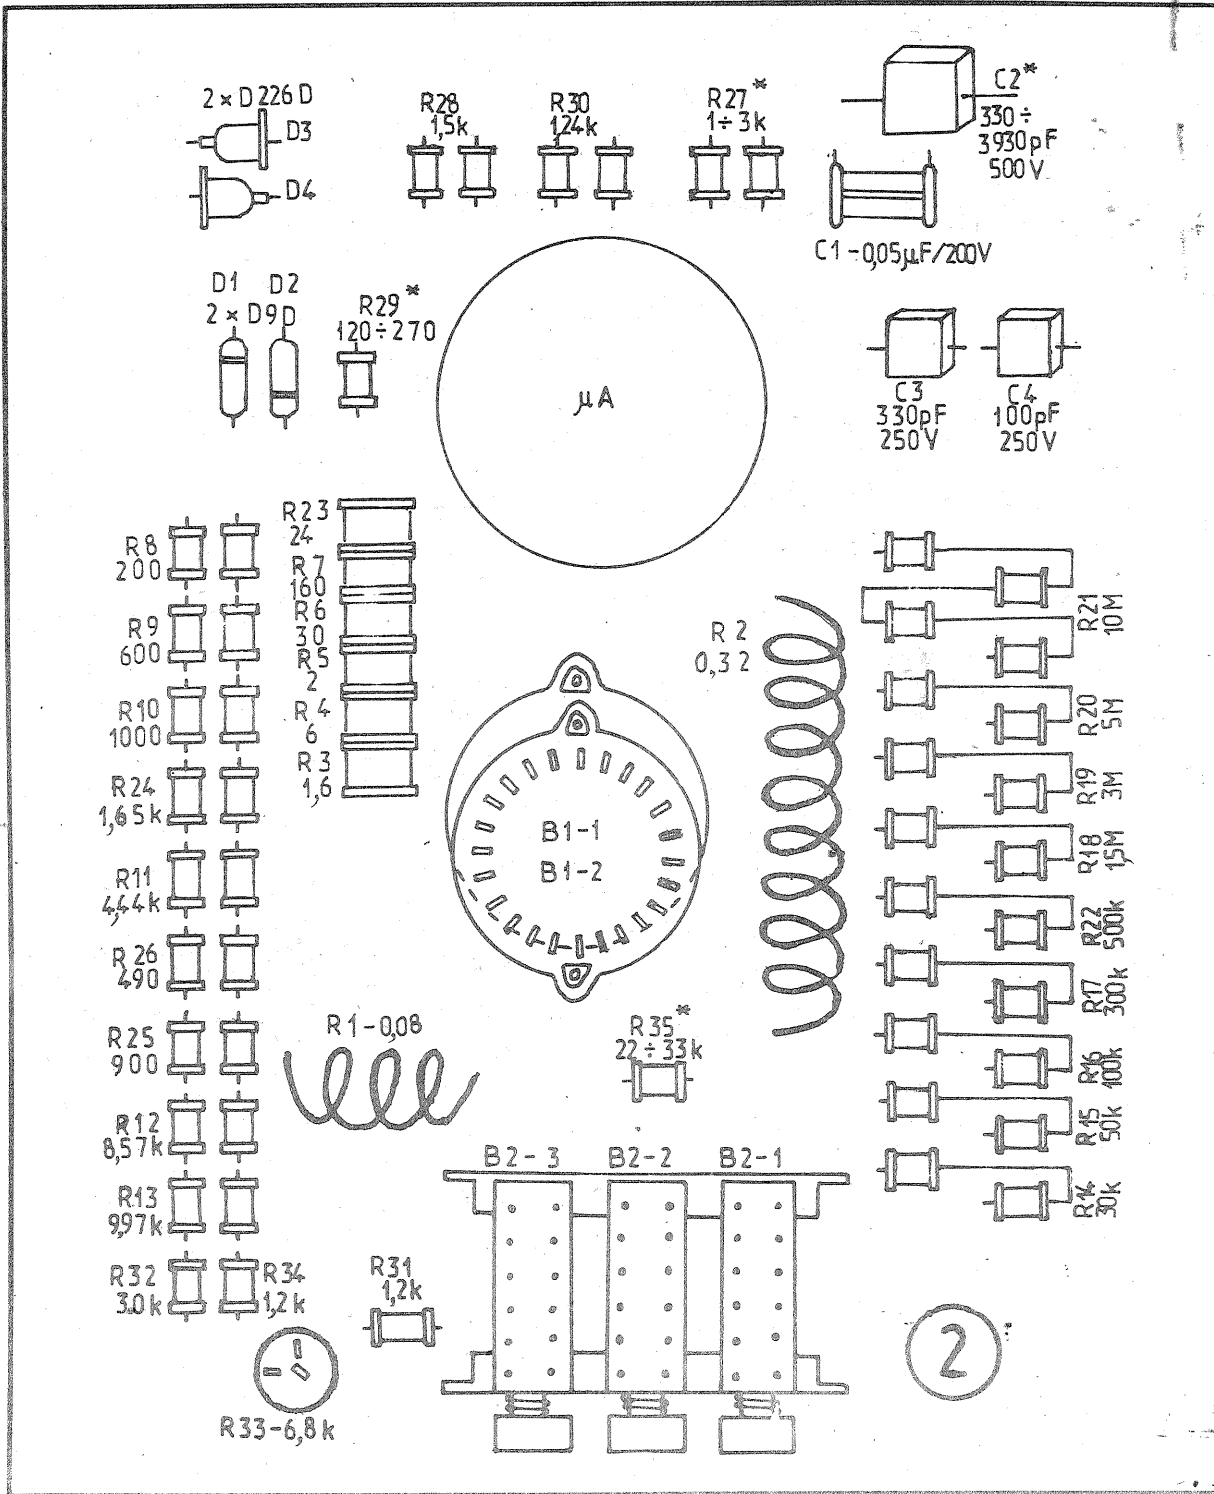 2 × D 226 D
D3
D4
R28
1,5k
R30
1,24k
R27*
1÷3k
C2*
330÷
3930pF
500V
C1-0,05µF/200V
D1 D2
2 × D9D
R29*
120÷270
µA
C3
330pF
250V
C4
100pF
250V
R8
200
R9
600
R10
1000
R24
1,65k
R11
4,44k
R26
490
R25
900
R12
8,57k
R13
9,97k
R32
3,0k
R34
1,2k
R33-6,8k
R23
24
R7
160
R6
30
R5
2
R4
6
R3
1,6
R1-0,08
R31
1,2k
B1-1
B1-2
R2
0,32
R35*
22÷33k
B2-3 B2-2 B2-1
R21
10M
R20
5M
R19
3M
R18
1,5M
R22
500k
R17
300k
R16
100k
R15
50k
R14
30k
2